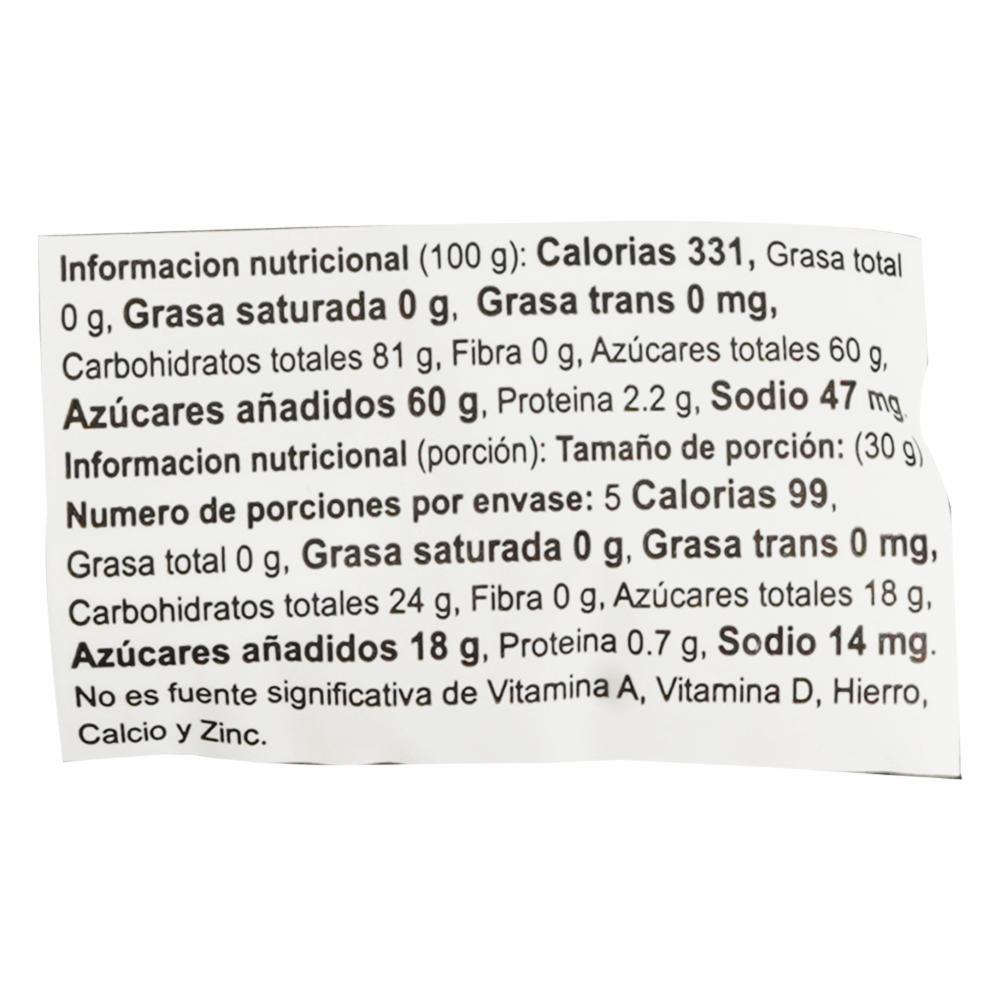 Informacion nutricional (100 g): Calorias 331, Grasa total
0 g, Grasa saturada 0 g, Grasa trans 0 mg,
Carbohidratos totales 81 g, Fibra 0 g, Azúcares totales 60 g,
Azúcares añadidos 60 g, Proteina 2.2 g, Sodio 47 mg.
Informacion nutricional (porción): Tamaño de porción: (30 g)
Numero de porciones por envase: 5 Calorias 99,
Grasa total 0 g, Grasa saturada 0 g, Grasa trans 0 mg,
Carbohidratos totales 24 g, Fibra 0 g, Azúcares totales 18 g,
Azúcares añadidos 18 g, Proteina 0.7 g, Sodio 14 mg.
No es fuente significativa de Vitamina A, Vitamina D, Hierro,
Calcio y Zinc.